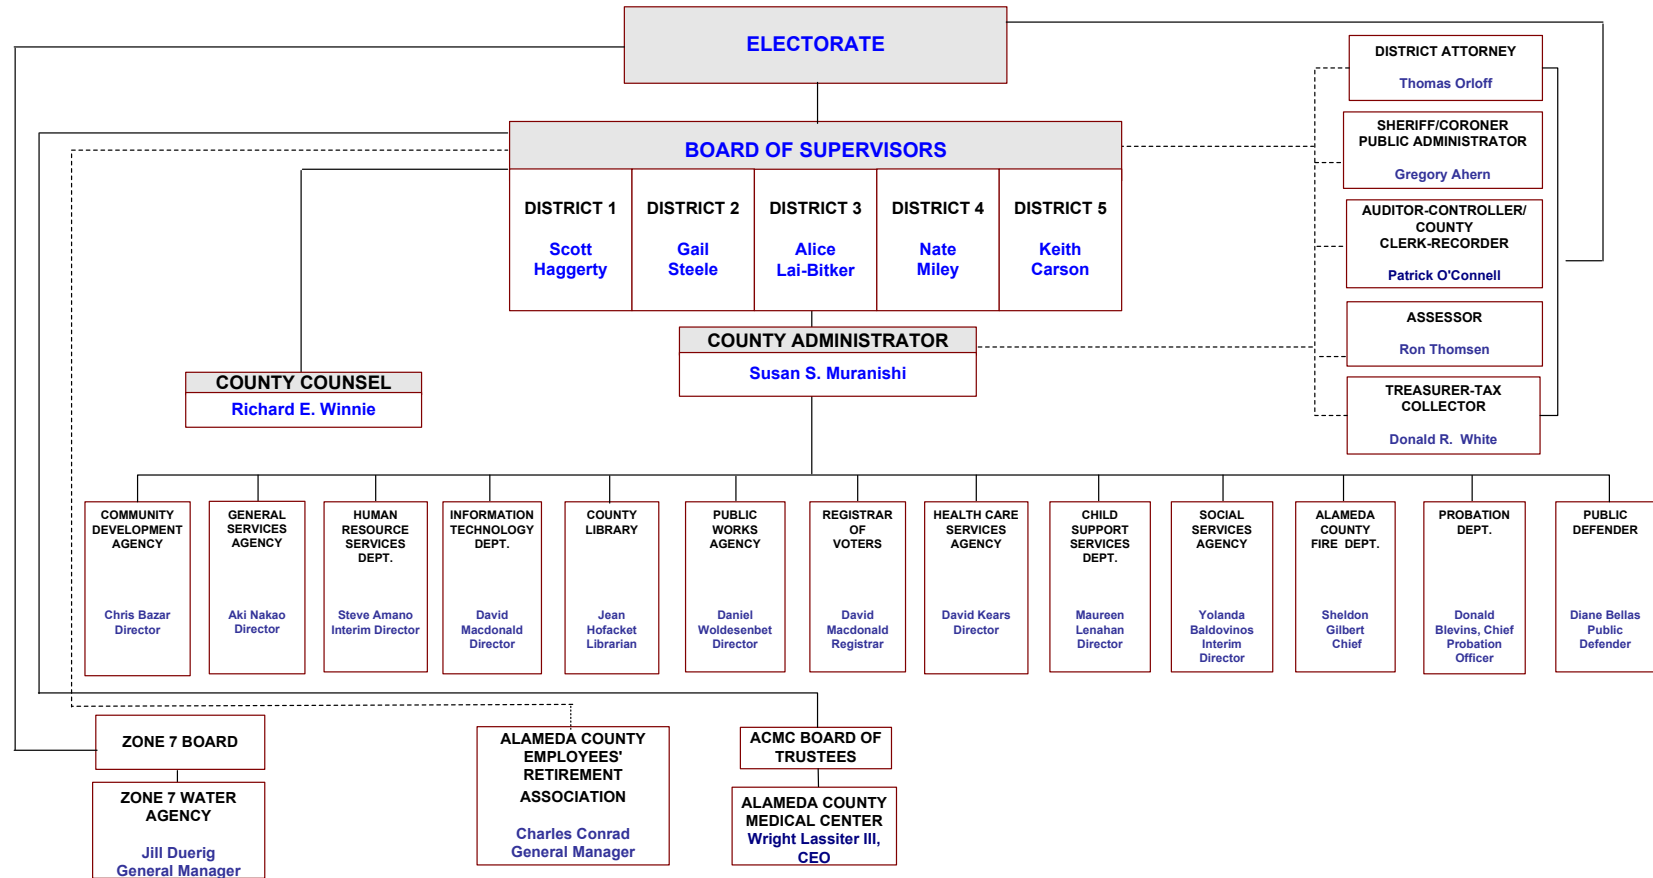 ELECTORATE
DISTRICT ATTORNEY
Thomas Orloff
SHERIFF/CORONER
PUBLIC ADMINISTRATOR
Gregory Ahern
AUDITOR-CONTROLLER/
COUNTY
CLERK-RECORDER
Patrick O'Connell
ASSESSOR
Ron Thomsen
TREASURER-TAX
COLLECTOR
Donald R. White
BOARD OF SUPERVISORS
DISTRICT 1
Scott
Haggerty
DISTRICT 2
Gail
Steele
DISTRICT 3
Alice
Lai-Bitker
DISTRICT 4
Nate
Miley
DISTRICT 5
Keith
Carson
COUNTY ADMINISTRATOR
Susan S. Muranishi
COUNTY COUNSEL
Richard E. Winnie
COMMUNITY
DEVELOPMENT
AGENCY
Chris Bazar
Director
GENERAL
SERVICES
AGENCY
Aki Nakao
Director
HUMAN
RESOURCE
SERVICES
DEPT.
Steve Amano
Interim Director
INFORMATION
TECHNOLOGY
DEPT.
David
Macdonald
Director
COUNTY
LIBRARY
Jean
Hofacket
Librarian
PUBLIC
WORKS
AGENCY
Daniel
Woldesenbet
Director
REGISTRAR
OF
VOTERS
David
Macdonald
Registrar
HEALTH CARE
SERVICES
AGENCY
David Kears
Director
CHILD
SUPPORT
SERVICES
DEPT.
Maureen
Lenahan
Director
SOCIAL
SERVICES
AGENCY
Yolanda
Baldovinos
Interim
Director
ALAMEDA
COUNTY
FIRE DEPT.
Sheldon
Gilbert
Chief
PROBATION
DEPT.
Donald
Blevins, Chief
Probation
Officer
PUBLIC
DEFENDER
Diane Bellas
Public
Defender
ZONE 7 BOARD
ZONE 7 WATER
AGENCY
Jill Duerig
General Manager
ALAMEDA COUNTY
EMPLOYEES'
RETIREMENT
ASSOCIATION
Charles Conrad
General Manager
ACMC BOARD OF
TRUSTEES
ALAMEDA COUNTY
MEDICAL CENTER
Wright Lassiter III,
CEO